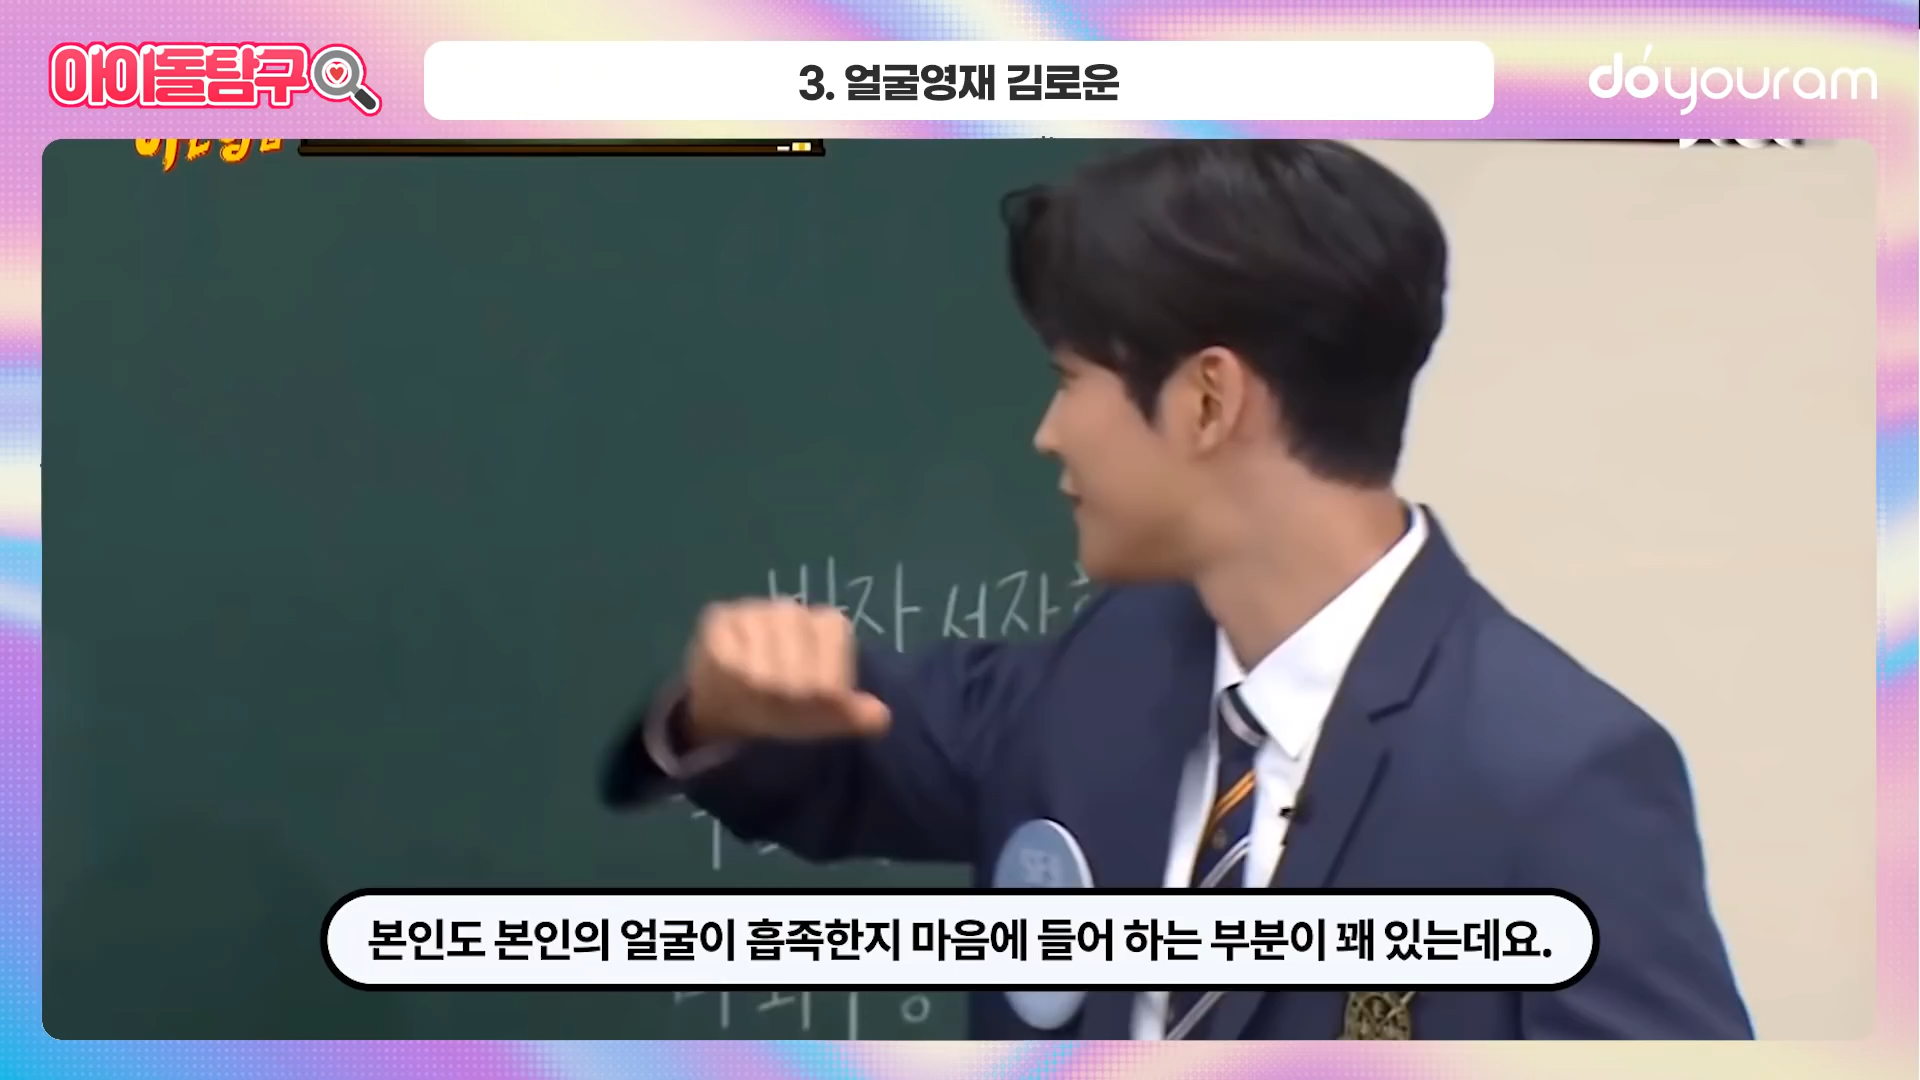 아이돌탐구
3. 얼굴영재 김로운
doyouram
서자
본인도 본인의 얼굴이 흡족한지 마음에 들어 하는 부분이 꽤 있는데요.